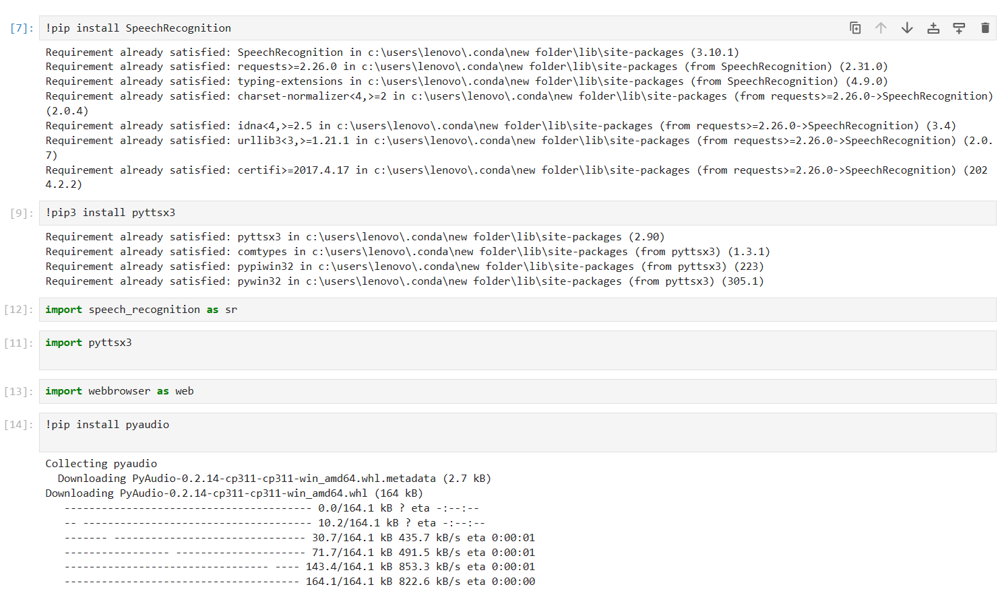 [7]: !pip install SpeechRecognition
Requirement already satisfied: SpeechRecognition in c:\users\lenovo\.conda\new folder\lib\site-packages (3.10.1)
Requirement already satisfied: requests>=2.26.0 in c:\users\lenovo\.conda\new folder\lib\site-packages (from SpeechRecognition) (2.31.0)
Requirement already satisfied: typing-extensions in c:\users\lenovo\.conda\new folder\lib\site-packages (from SpeechRecognition) (4.9.0)
Requirement already satisfied: charset-normalizer<4,>=2 in c:\users\lenovo\.conda\new folder\lib\site-packages (from requests>=2.26.0->SpeechRecognition)
(2.0.4)
Requirement already satisfied: idna<4,>=2.5 in c:\users\lenovo\.conda\new folder\lib\site-packages (from requests>=2.26.0->SpeechRecognition) (3.4)
Requirement already satisfied: urllib3<3,>=1.21.1 in c:\users\lenovo\.conda\new folder\lib\site-packages (from requests>=2.26.0->SpeechRecognition) (2.0.
7)
Requirement already satisfied: certifi>=2017.4.17 in c:\users\lenovo\.conda\new folder\lib\site-packages (from requests>=2.26.0->SpeechRecognition) (202
4.2.2)
[9]: !pip3 install pyttsx3
Requirement already satisfied: pyttsx3 in c:\users\lenovo\.conda\new folder\lib\site-packages (2.90)
Requirement already satisfied: comtypes in c:\users\lenovo\.conda\new folder\lib\site-packages (from pyttsx3) (1.3.1)
Requirement already satisfied: pypiwin32 in c:\users\lenovo\.conda\new folder\lib\site-packages (from pyttsx3) (223)
Requirement already satisfied: pywin32 in c:\users\lenovo\.conda\new folder\lib\site-packages (from pyttsx3) (305.1)
[12]: import speech_recognition as sr
[11]: import pyttsx3
[13]: import webbrowser as web
[14]: !pip install pyaudio
Collecting pyaudio
  Downloading PyAudio-0.2.14-cp311-cp311-win_amd64.whl.metadata (2.7 kB)
Downloading PyAudio-0.2.14-cp311-cp311-win_amd64.whl (164 kB)
   ---------------------------------------- 0.0/164.1 kB ? eta -:--:--
   -- ------------------------------------- 10.2/164.1 kB ? eta -:--:--
   ------- ------------------------------- 30.7/164.1 kB 435.7 kB/s eta 0:00:01
   ----------------- --------------------- 71.7/164.1 kB 491.5 kB/s eta 0:00:01
   --------------------------------- ---- 143.4/164.1 kB 853.3 kB/s eta 0:00:01
   -------------------------------------- 164.1/164.1 kB 822.6 kB/s eta 0:00:00